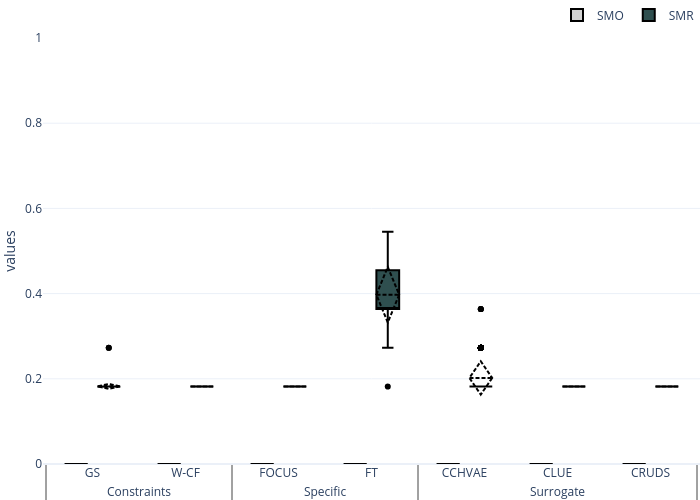 SMO SMR
1
0.8
0.6
0.4
0.2
0
values
GS W-CF FOCUS FT CCHVAE CLUE CRUDS
Constraints Specific Surrogate